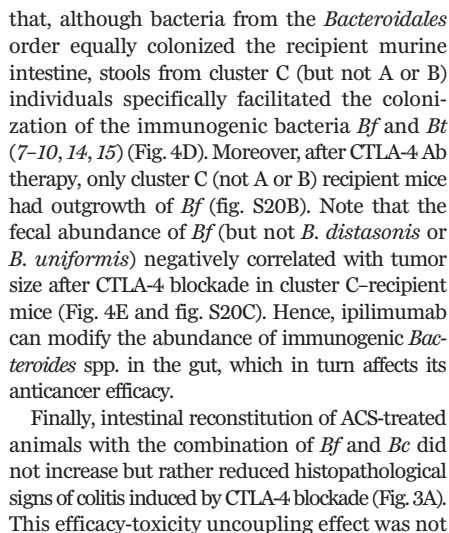 that, although bacteria from the Bacteroidales
order equally colonized the recipient murine
intestine, stools from cluster C (but not A or B)
individuals specifically facilitated the coloni-
zation of the immunogenic bacteria Bf and Bt
(7–10, 14, 15) (Fig. 4D). Moreover, after CTLA-4 Ab
therapy, only cluster C (not A or B) recipient mice
had outgrowth of Bf (fig. S20B). Note that the
fecal abundance of Bf (but not B. distasonis or
B. uniformis) negatively correlated with tumor
size after CTLA-4 blockade in cluster C–recipient
mice (Fig. 4E and fig. S20C). Hence, ipilimumab
can modify the abundance of immunogenic Bac-
teroides spp. in the gut, which in turn affects its
anticancer efficacy.
Finally, intestinal reconstitution of ACS-treated
animals with the combination of Bf and Bc did
not increase but rather reduced histopathological
signs of colitis induced by CTLA-4 blockade (Fig. 3A).
This efficacy-toxicity uncoupling effect was not